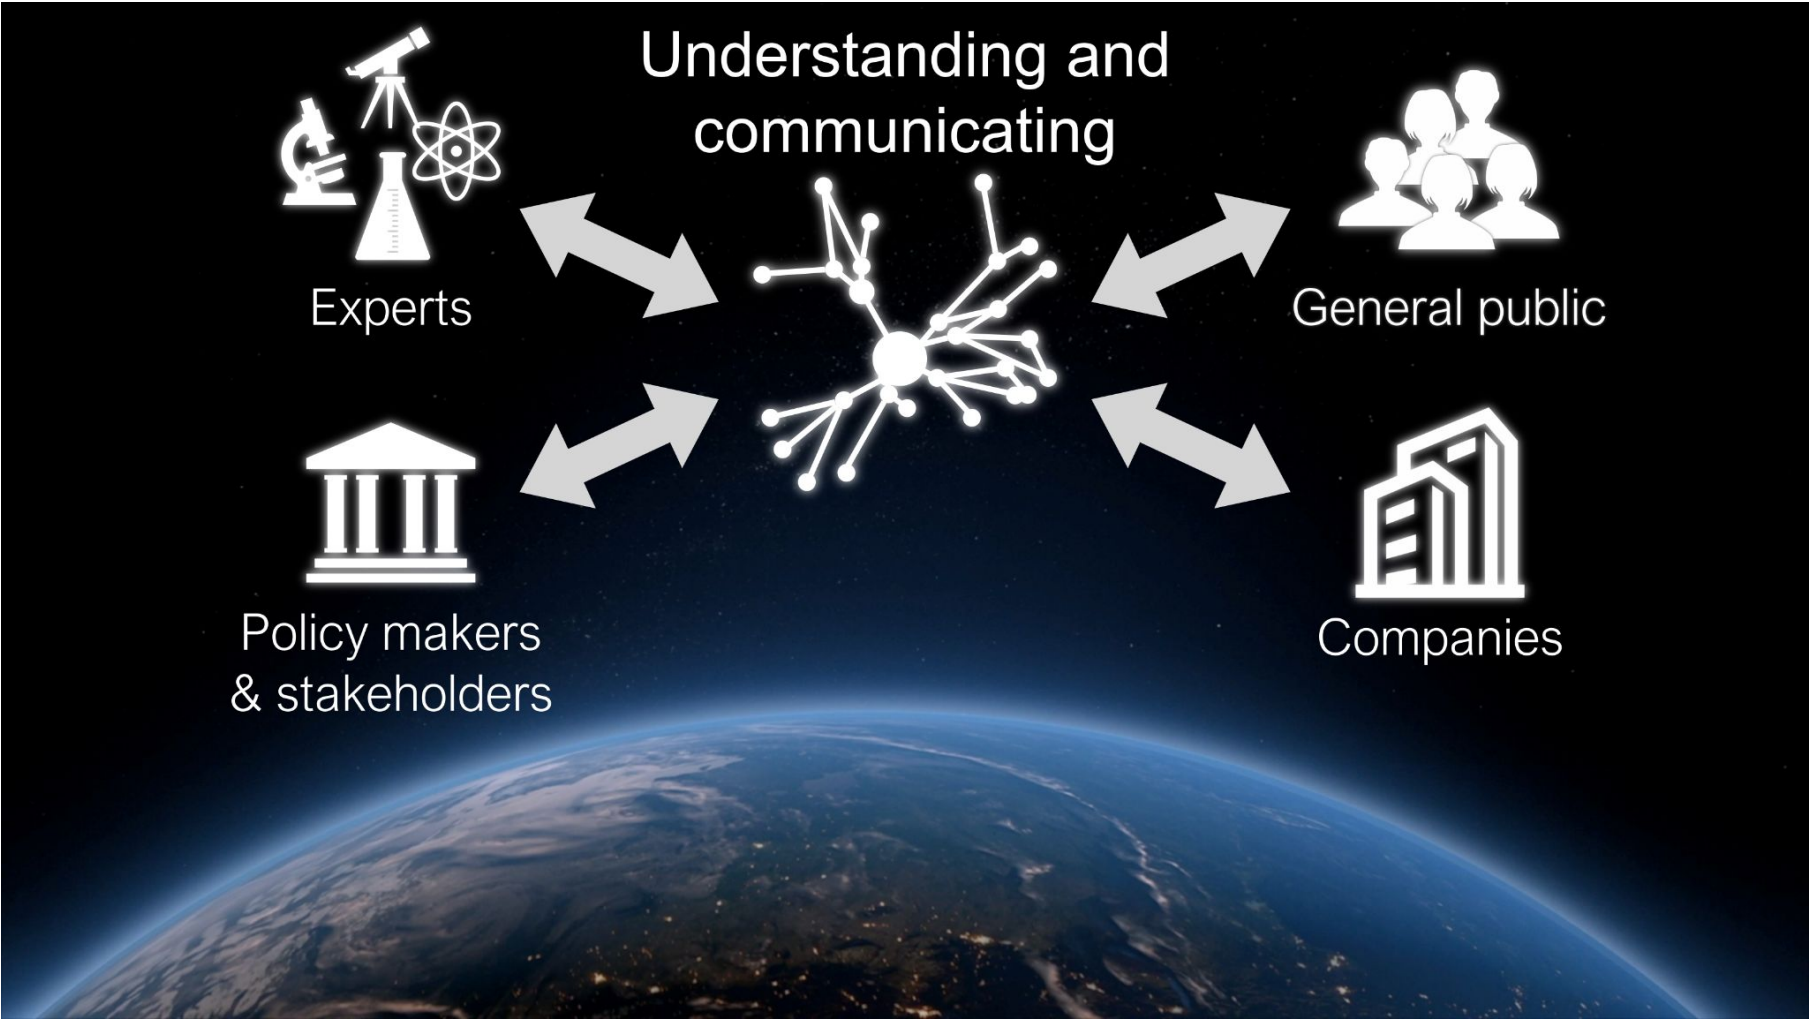 Understanding and
communicating
Experts
General public
Policy makers
& stakeholders
Companies